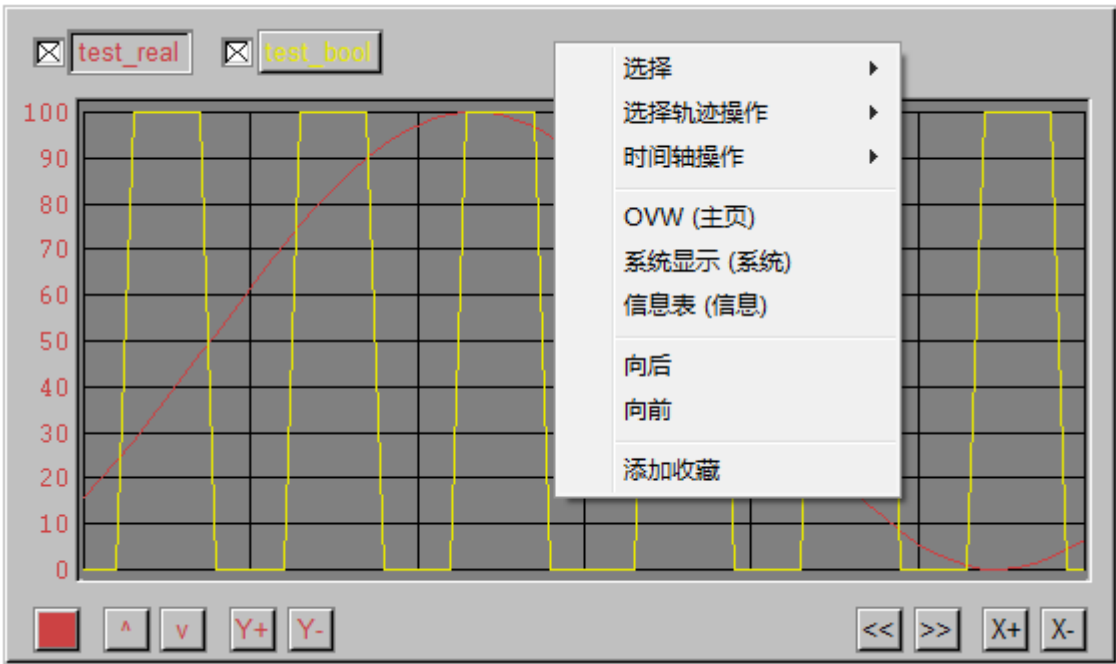 test_real test_bool
选择
选择轨迹操作
时间轴操作
OVW (主页)
系统显示 (系统)
信息表 (信息)
向后
向前
添加收藏
100
90
80
70
60
50
40
30
20
10
0
^ v Y+ Y- << >> X+ X-